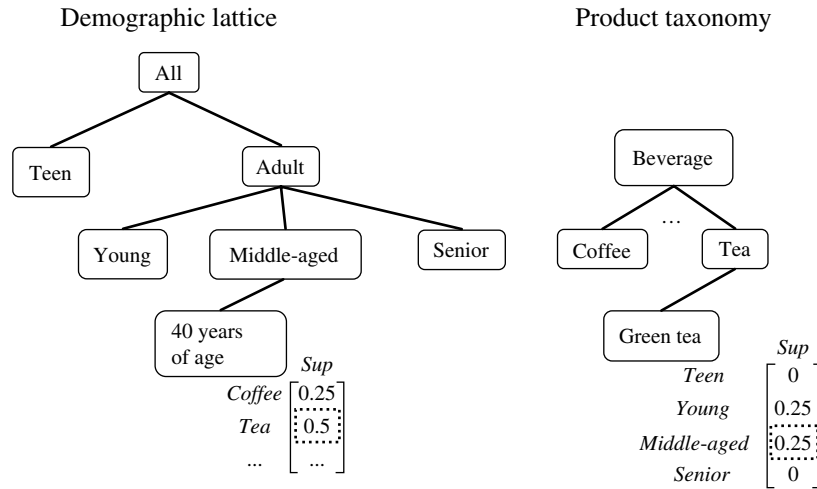 Demographic lattice
All
Teen
Adult
Young
Middle-aged
Senior
40 years
of age
Sup
Coffee 0.25
Tea 0.5
... ...
Product taxonomy
Beverage
...
Coffee
Tea
Green tea
Sup
Teen 0
Young 0.25
Middle-aged 0.25
Senior 0